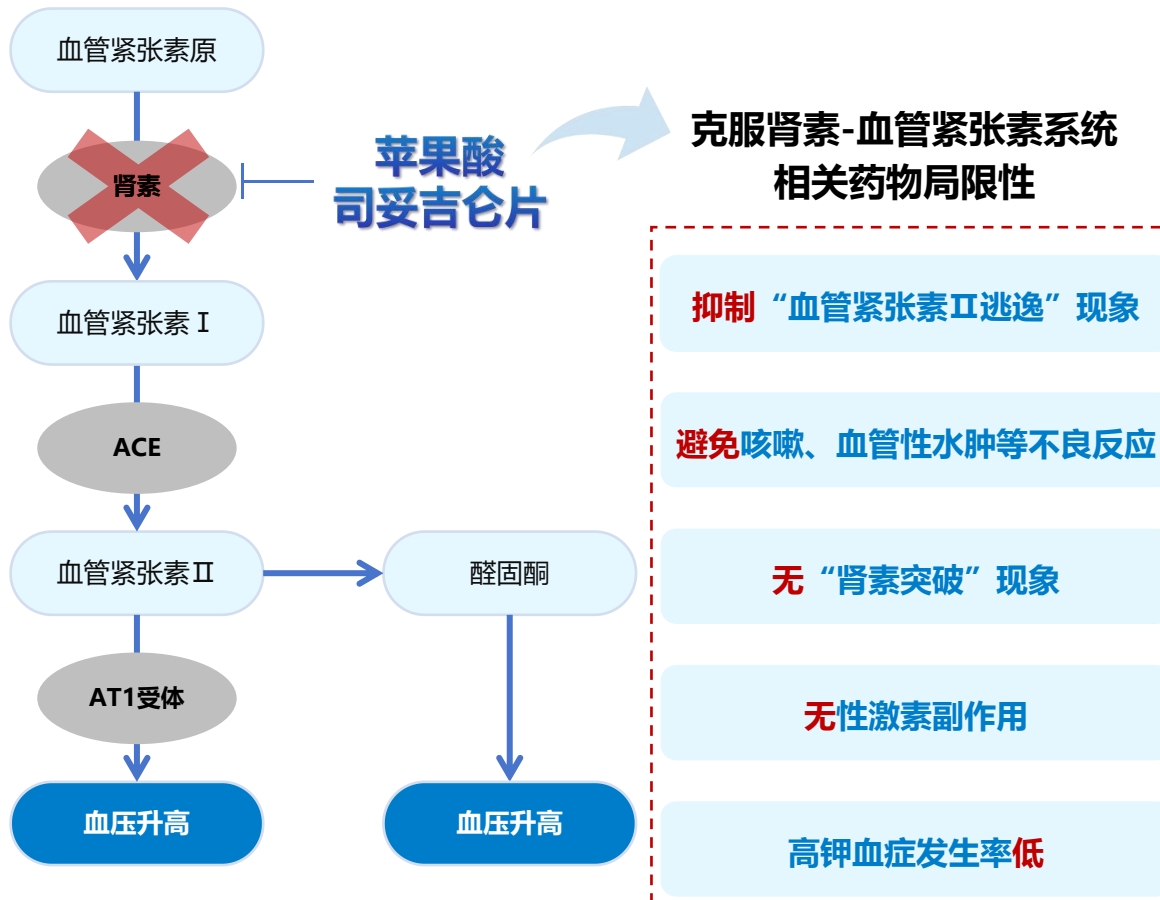 血管紧张素原
肾素
苹果酸
司妥吉仑片
克服肾素-血管紧张素系统
相关药物局限性
血管紧张素Ⅰ
ACE
血管紧张素Ⅱ
醛固酮
AT1受体
血压升高
血压升高
抑制“血管紧张素Ⅱ逃逸”现象
避免咳嗽、血管性水肿等不良反应
无“肾素突破”现象
无性激素副作用
高钾血症发生率低